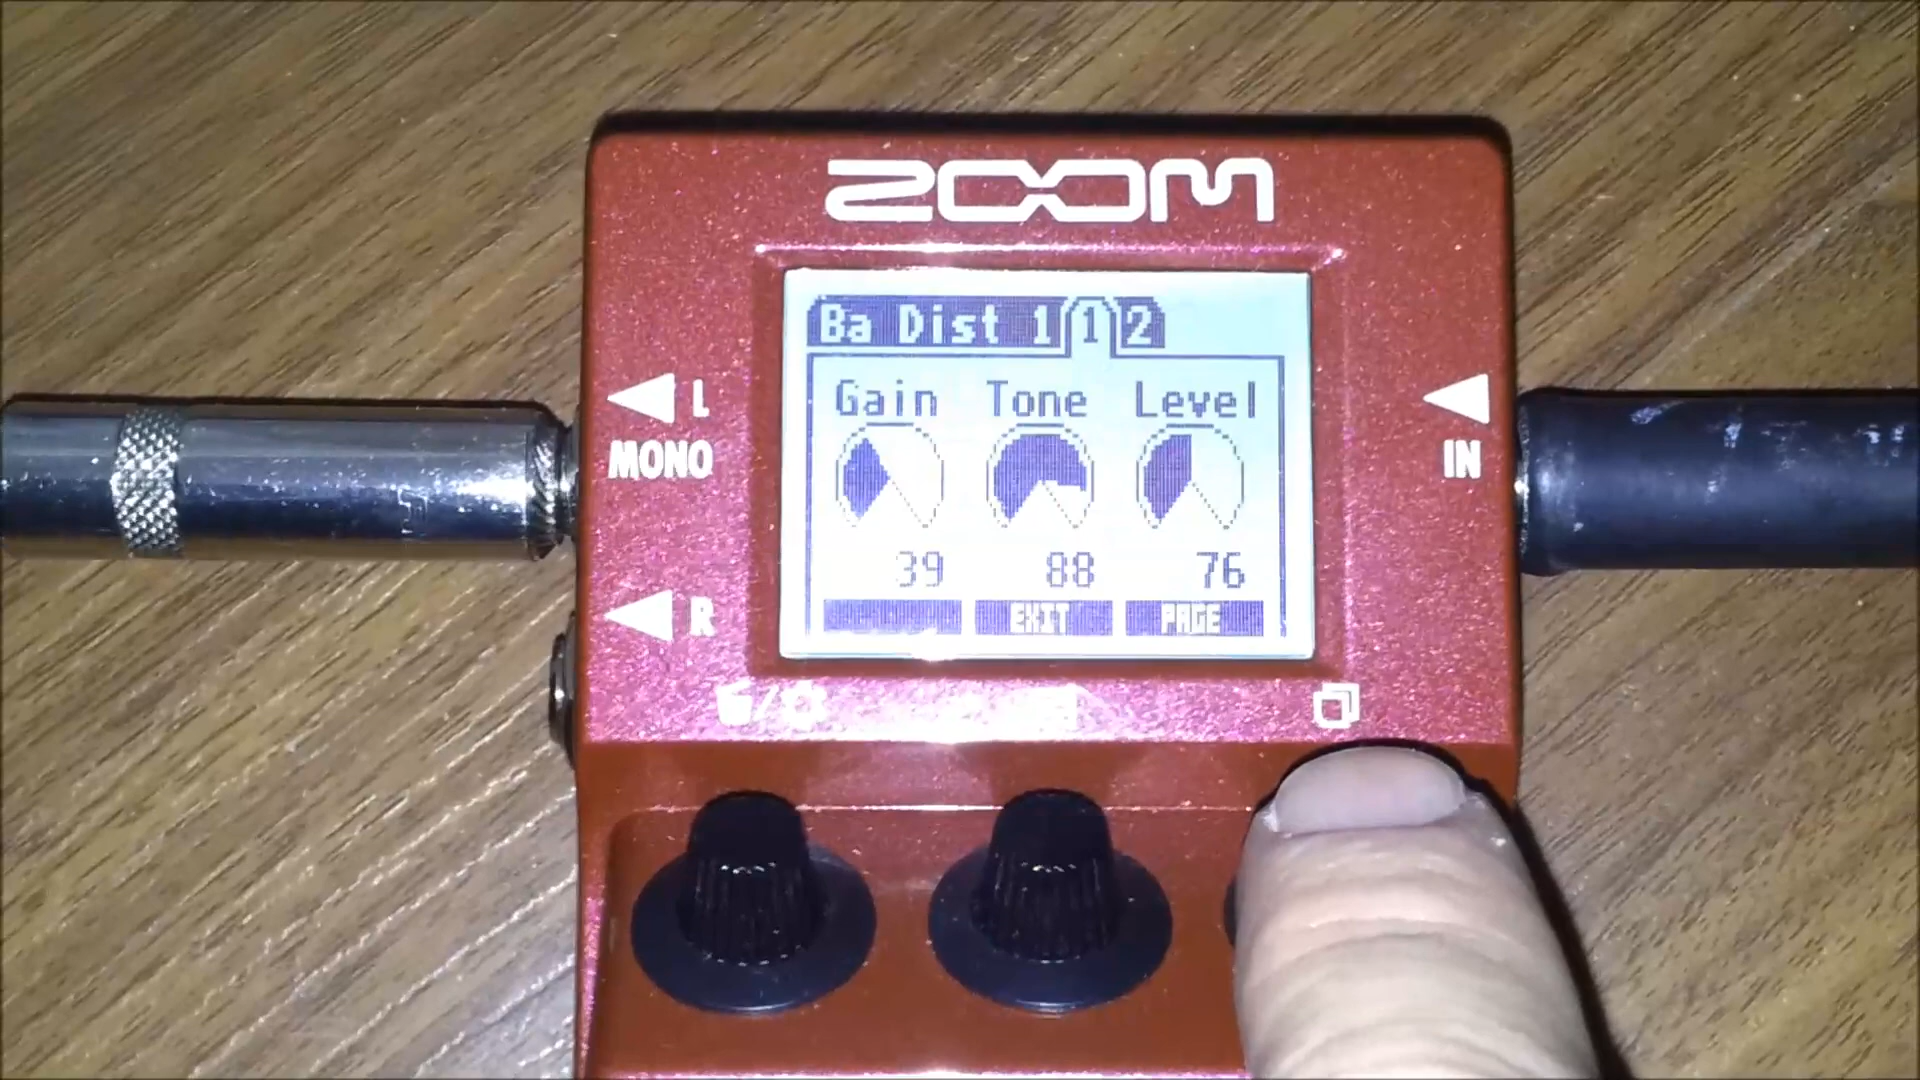 ZOOM
Ba Dist 1 1 2
Gain Tone Level
39 88 76
EXIT PAGE
L
MONO
R
IN